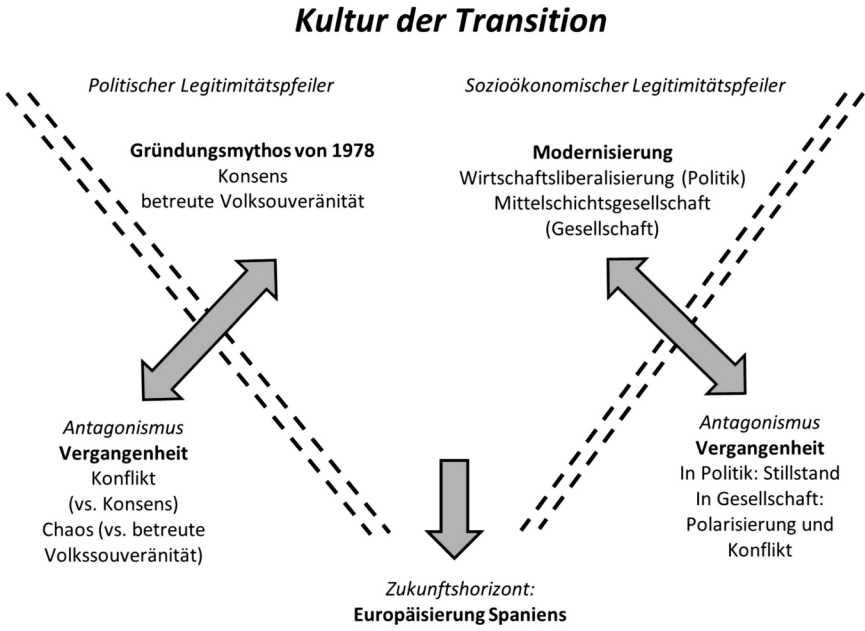 Kultur der Transition
Politischer Legitimitätspfeiler
Sozioökonomischer Legitimitätspfeiler
Gründungsmythos von 1978
Konsens
betreute Volksouveränität
Modernisierung
Wirtschaftsliberalisierung (Politik)
Mittelschichtsgesellschaft
(Gesellschaft)
Antagonismus
Vergangenheit
Konflikt
(vs. Konsens)
Chaos (vs. betreute
Volkssouveränität)
Antagonismus
Vergangenheit
In Politik: Stillstand
In Gesellschaft:
Polarisierung und
Konflikt
Zukunftshorizont:
Europäisierung Spaniens